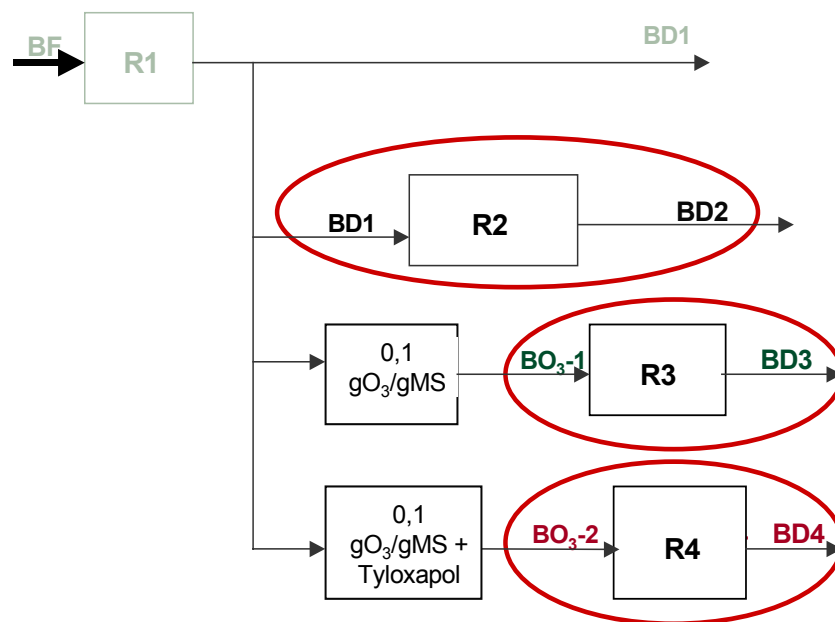 BF
R1
BD1
BD1
R2
BD2
0,1
gO₃/gMS
BO₃-1
R3
BD3
0,1
gO₃/gMS +
Tyloxapol
BO₃-2
R4
BD4